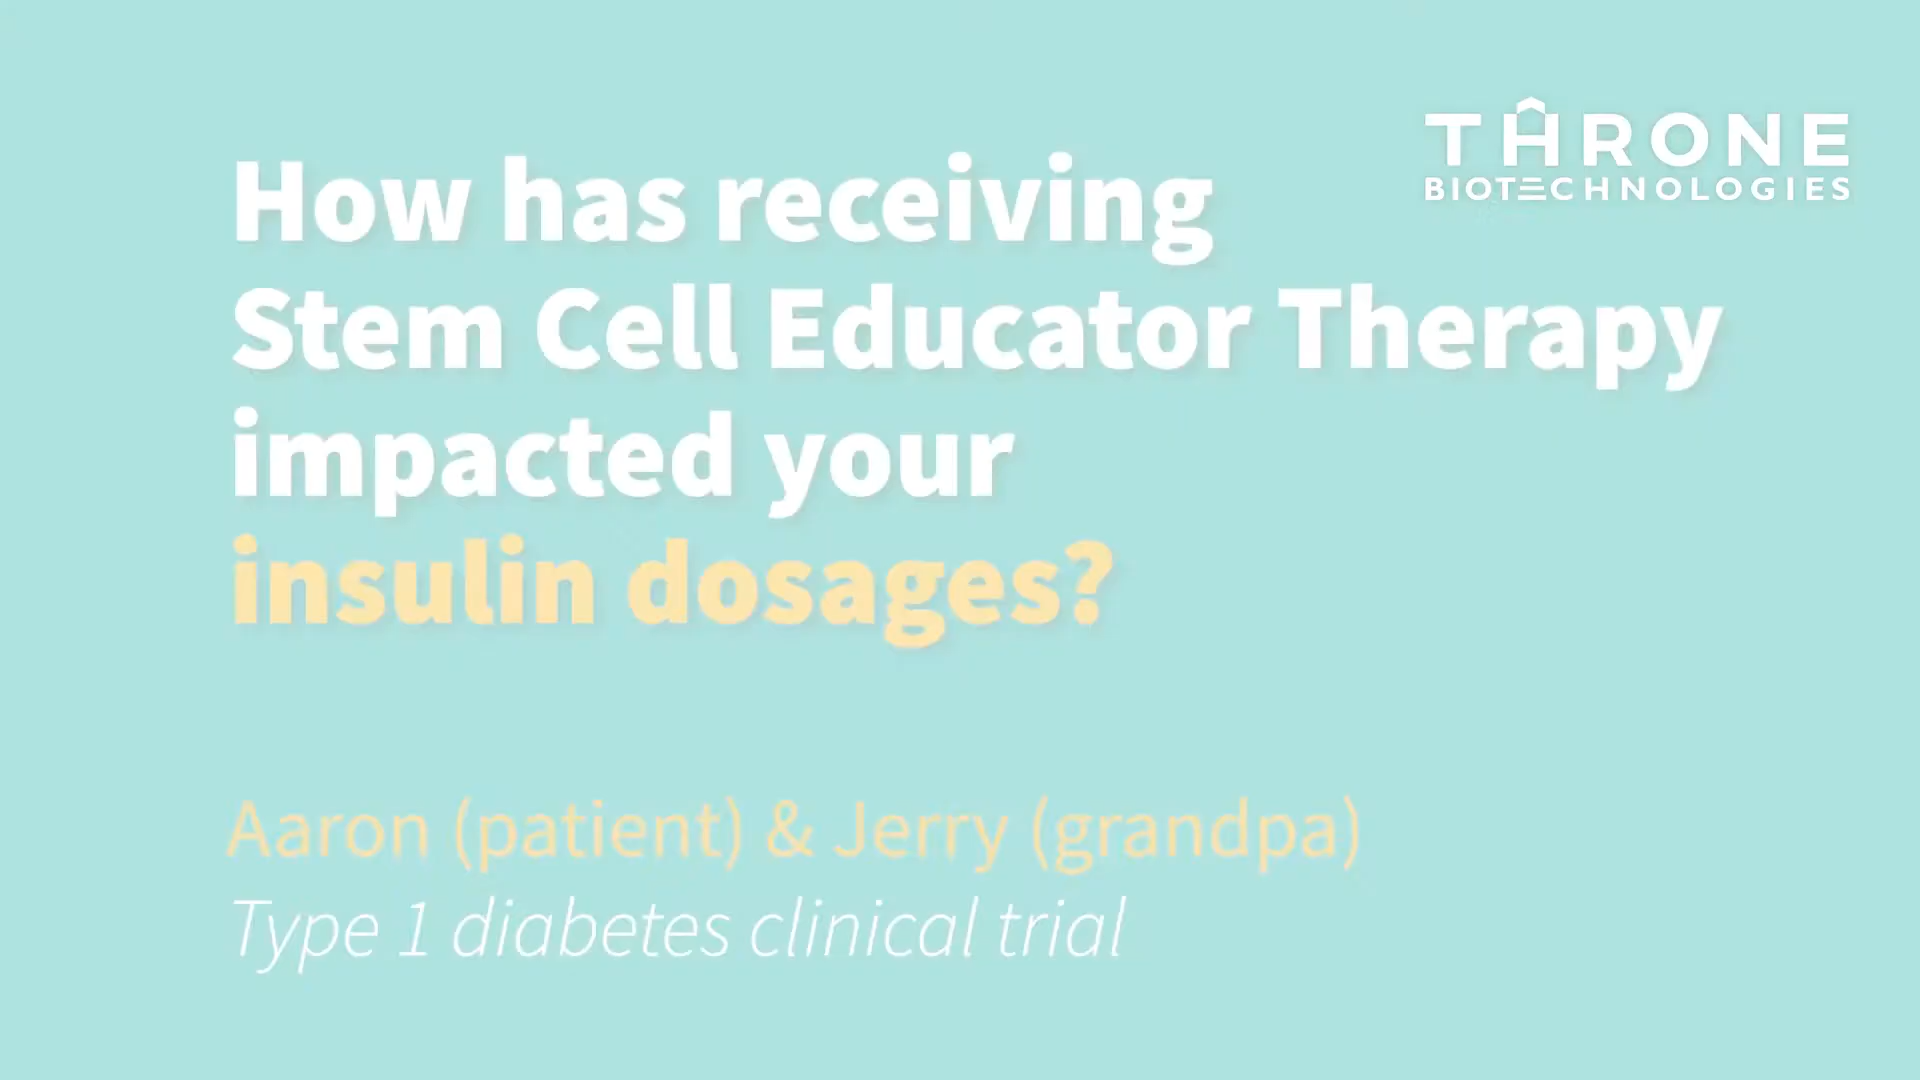 THRONE
BIOTECHNOLOGIES
How has receiving
Stem Cell Educator Therapy
impacted your
insulin dosages?
Aaron (patient) & Jerry (grandpa)
Type 1 diabetes clinical trial